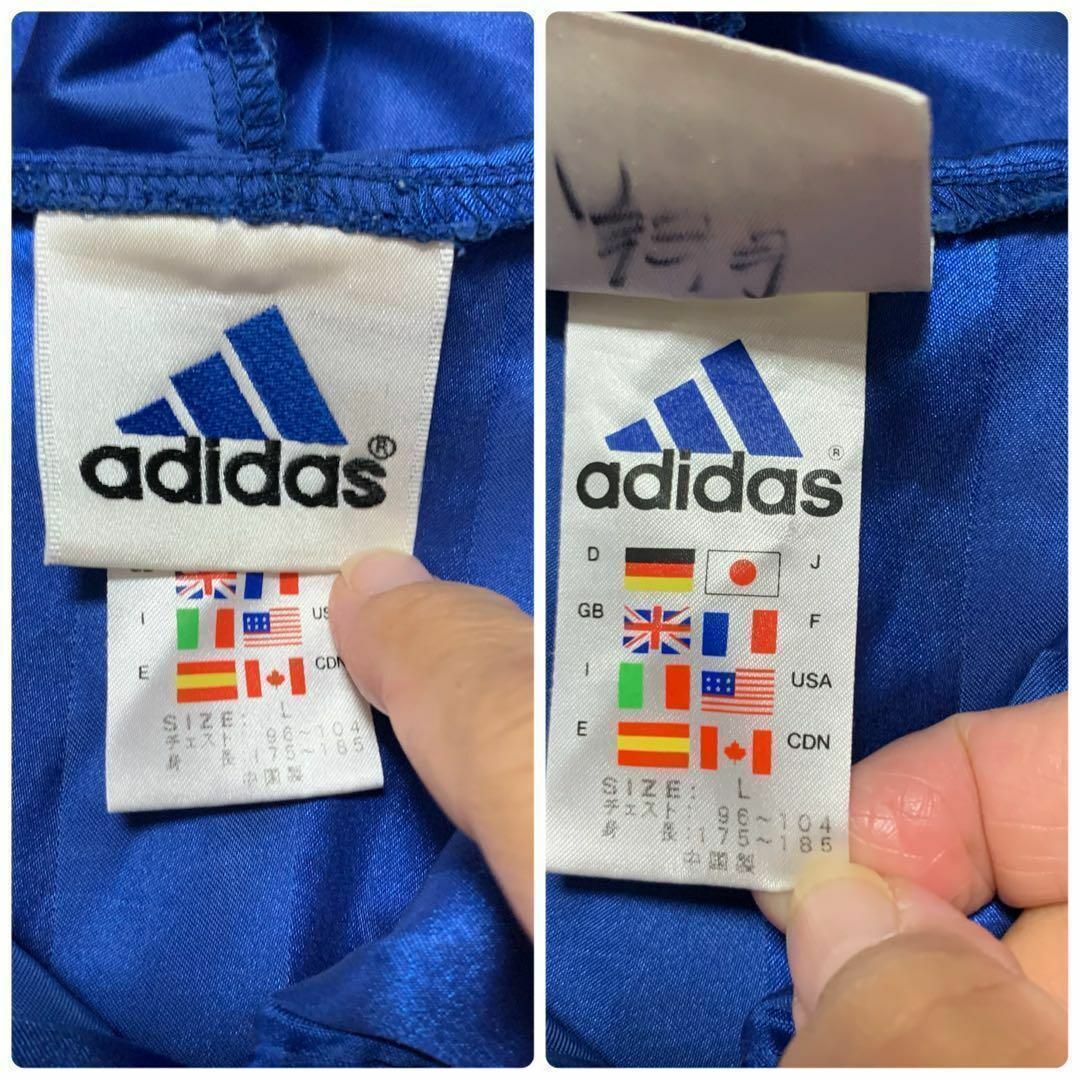 adidas®
I US
E CDN
SIZE: L
チェスト: 96~104
身長: 175~185
中国製
adidas®
D J
GB F
I USA
E CDN
SIZE: L
チェスト: 96~104
身長: 175~185
中国製